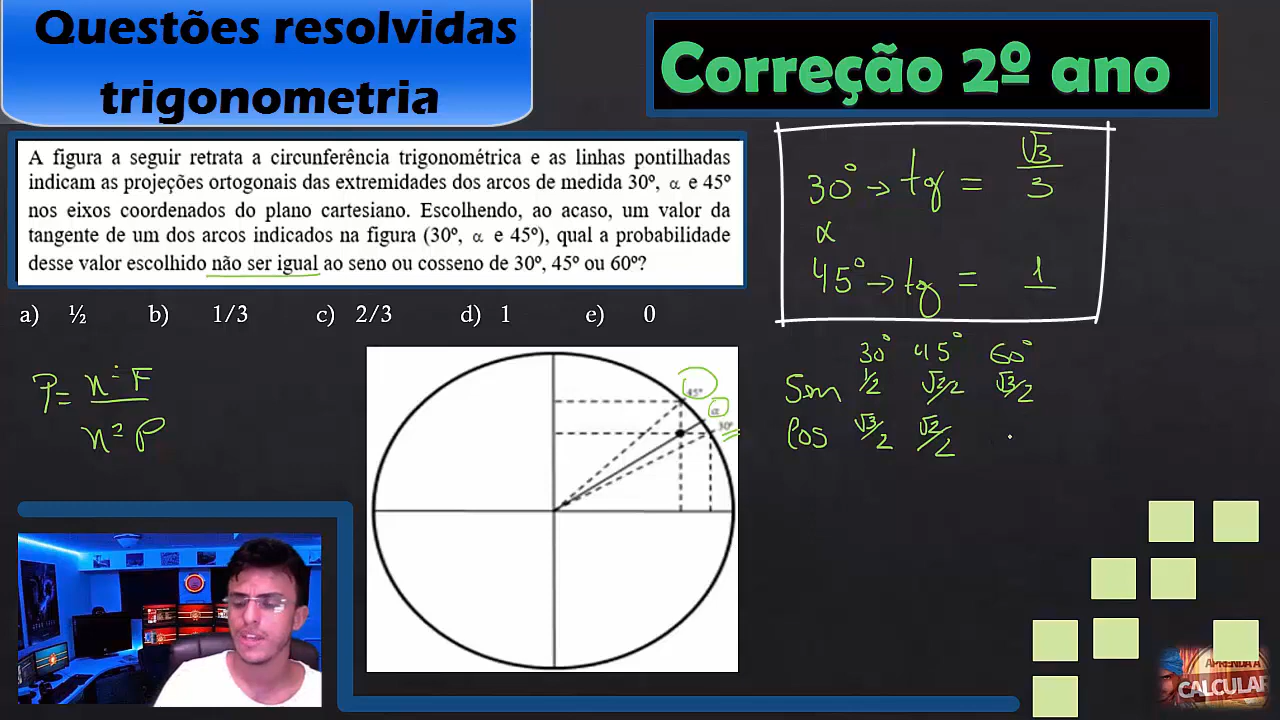 Questões resolvidas
trigonometria
Correção 2º ano
A figura a seguir retrata a circunferência trigonométrica e as linhas pontilhadas
indicam as projeções ortogonais das extremidades dos arcos de medida 30º, α e 45º
nos eixos coordenados do plano cartesiano. Escolhendo, ao acaso, um valor da
tangente de um dos arcos indicados na figura (30º, α e 45º), qual a probabilidade
desse valor escolhido não ser igual ao seno ou cosseno de 30º, 45º ou 60º?
a) ½ b) 1/3 c) 2/3 d) 1 e) 0
30° → tg = √3/3
α
45° → tg = 1
30° 45° 60°
Sen 1/2 √2/2 √3/2
Cos √3/2 √2/2
P = nº F
nº P
45º
α
30º
APRENDA A
CALCULAR